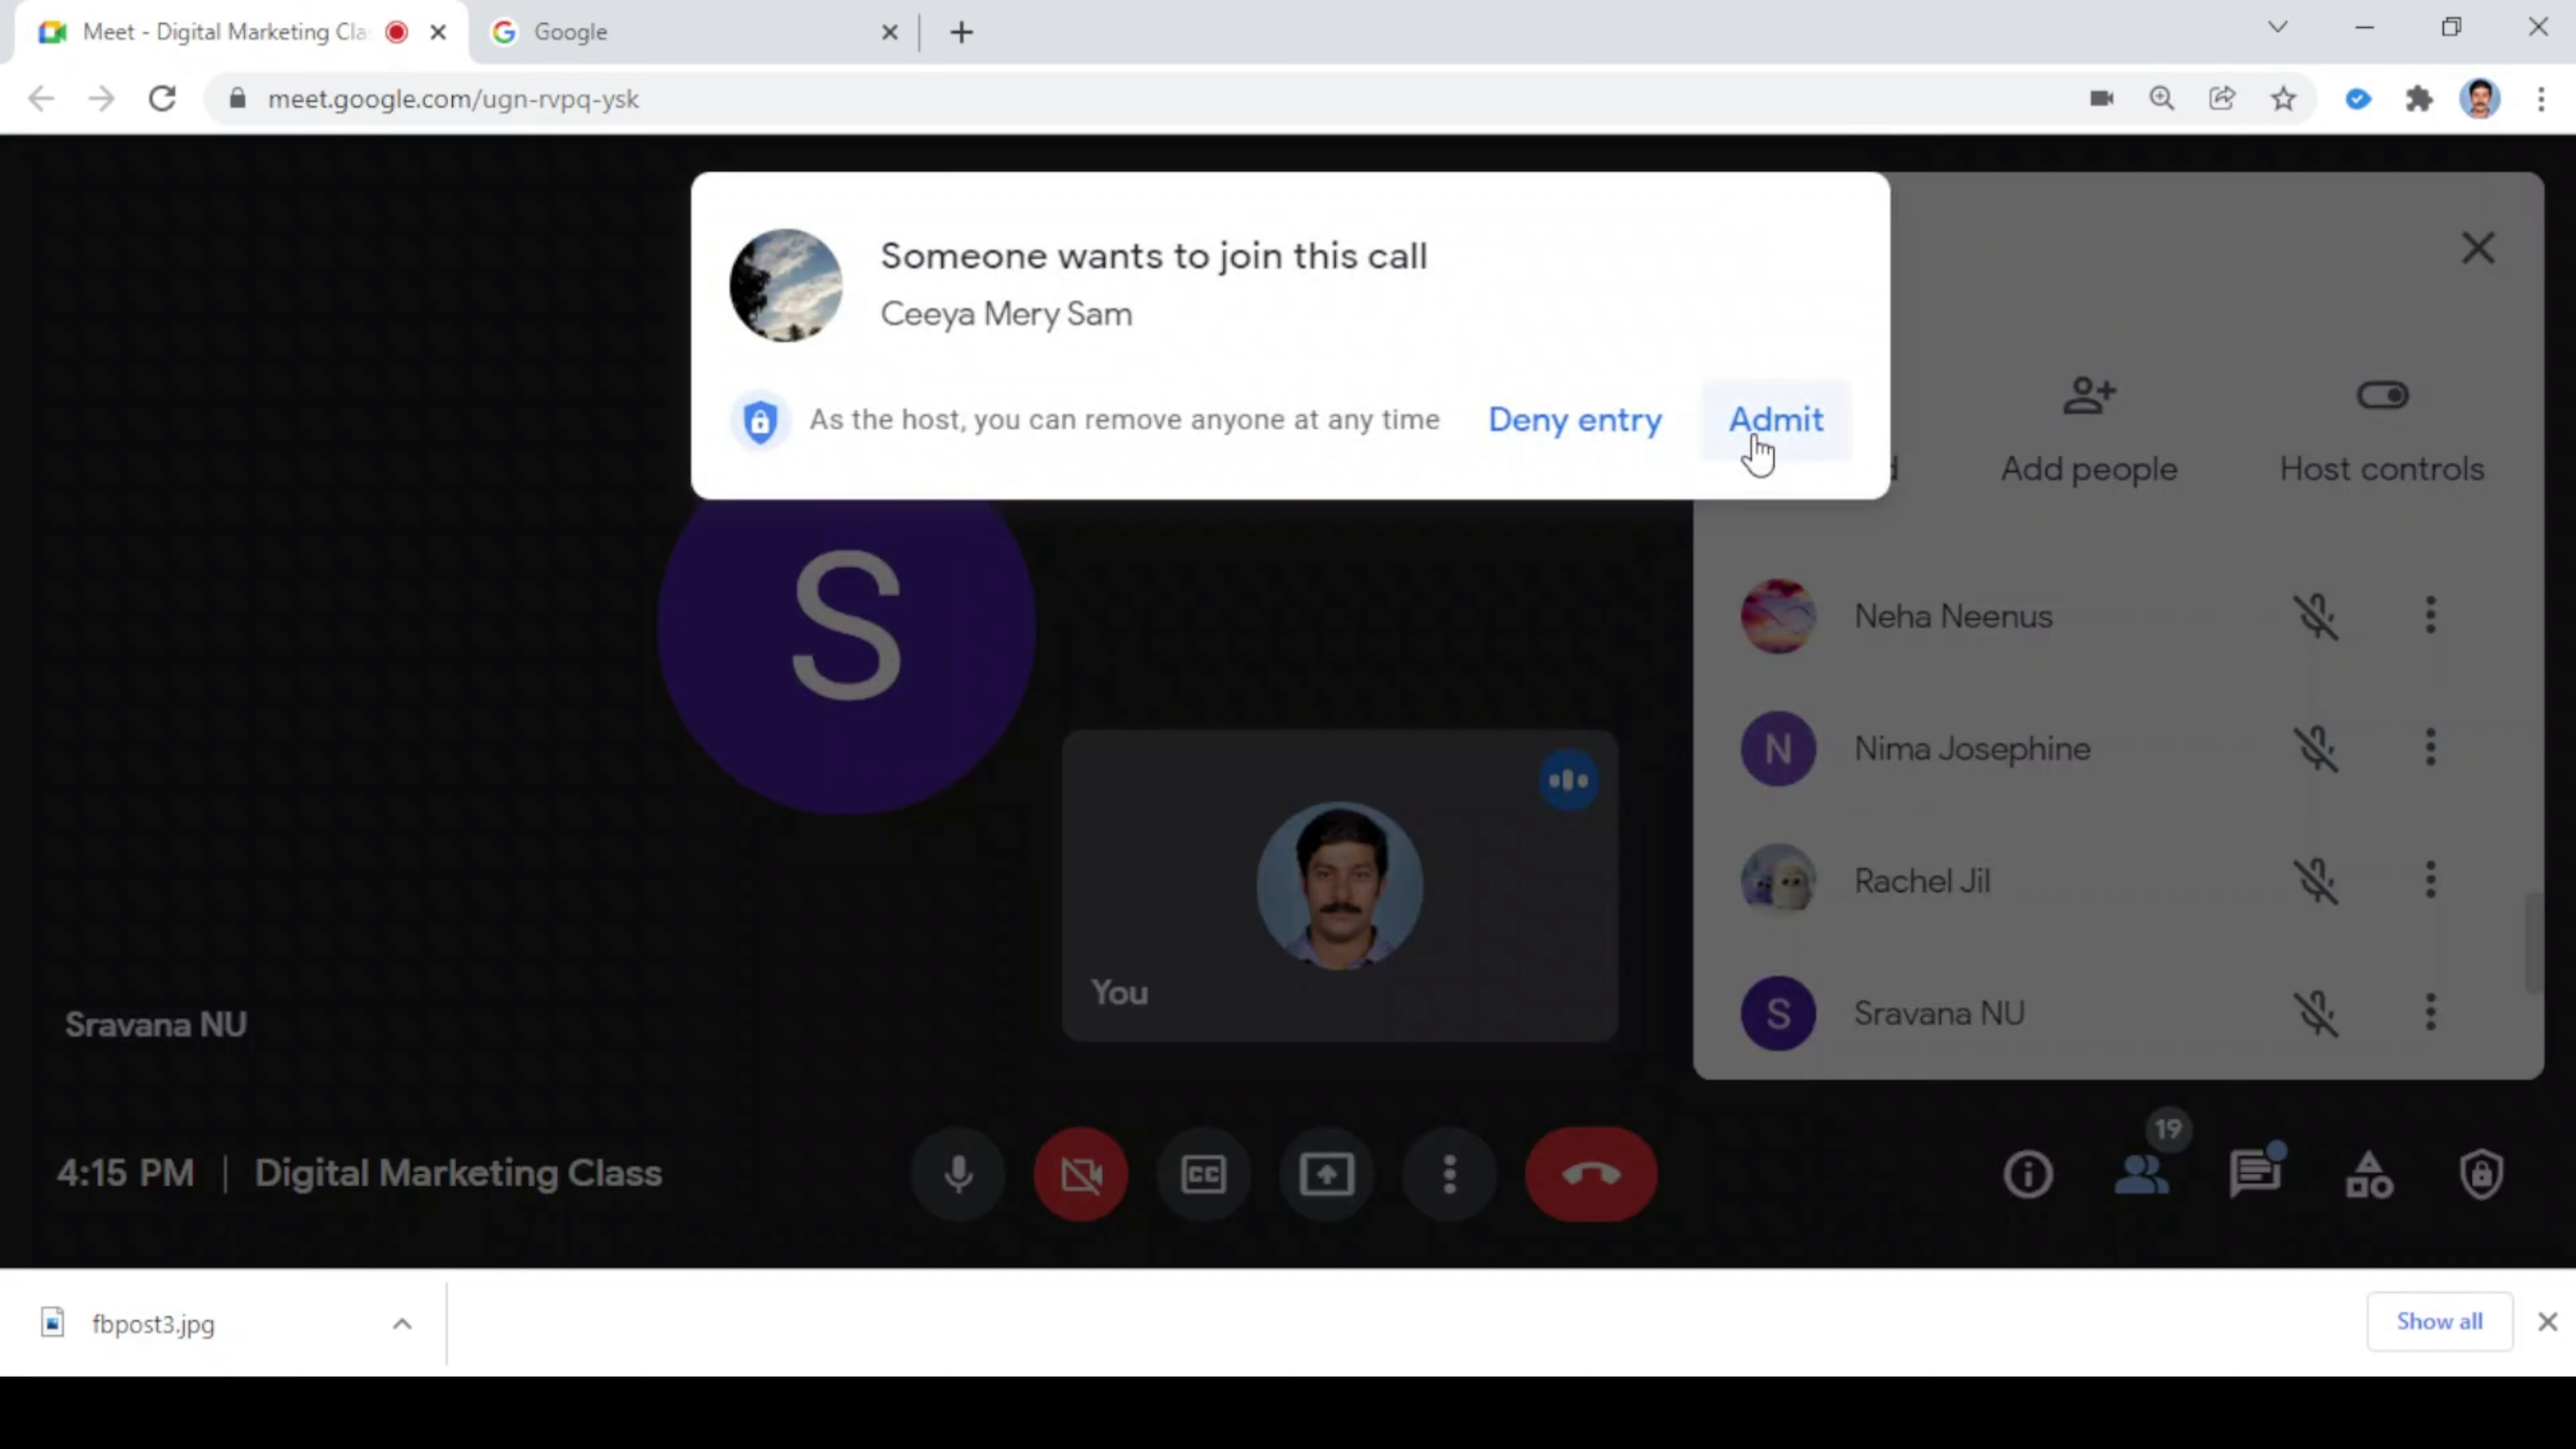 Meet - Digital Marketing Cla
Google
meet.google.com/ugn-rvpq-ysk
Someone wants to join this call
Ceeya Mery Sam
As the host, you can remove anyone at any time
Deny entry
Admit
Add people
Host controls
S
Neha Neenus
N
Nima Josephine
Rachel Jil
S
Sravana NU
You
Sravana NU
4:15 PM | Digital Marketing Class
CC
19
fbpost3.jpg
Show all